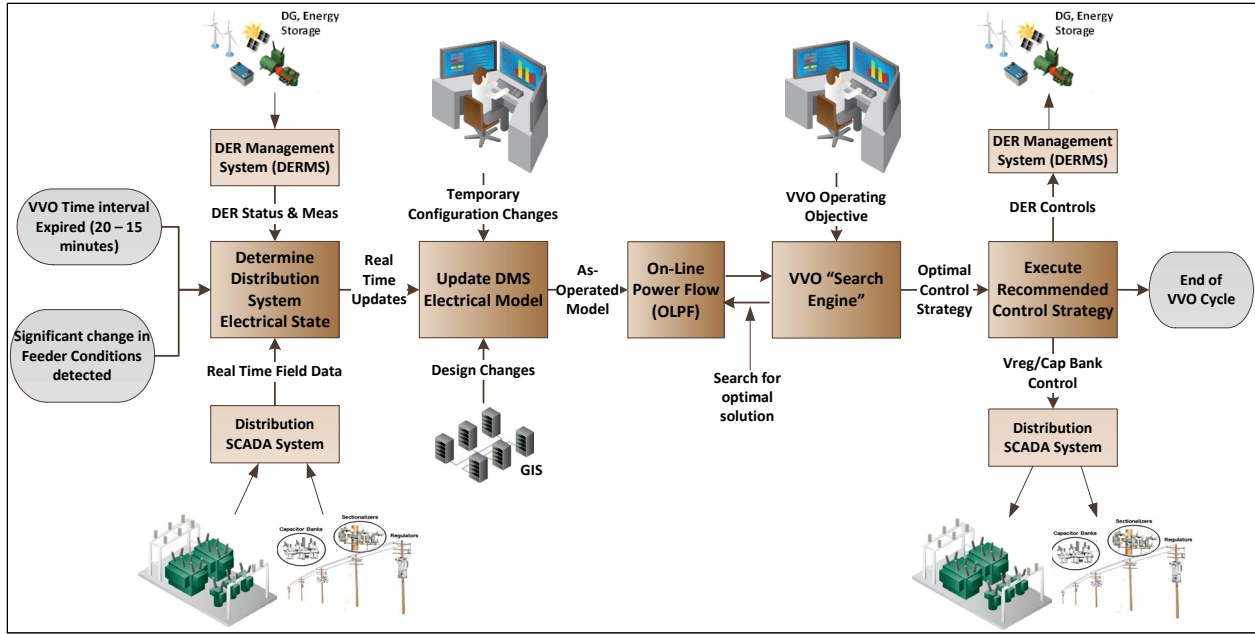 DG, Energy
Storage
DER Management
System (DERMS)
DER Status & Meas
VVO Time interval
Expired (20 – 15
minutes)
Significant change in
Feeder Conditions
detected
Determine
Distribution
System
Electrical State
Real Time Field Data
Distribution
SCADA System
Capacitor Banks
Sectionalizers
Regulators
Real
Time
Updates
Temporary
Configuration Changes
Update DMS
Electrical Model
Design Changes
GIS
As-
Operated
Model
On-Line
Power Flow
(OLPF)
Search for
optimal
solution
VVO Operating
Objective
VVO “Search
Engine”
Optimal
Control
Strategy
DG, Energy
Storage
DER Management
System (DERMS)
DER Controls
Execute
Recommended
Control Strategy
Vreg/Cap Bank
Control
Distribution
SCADA System
Capacitor Banks
Sectionalizers
Regulators
End of
VVO Cycle